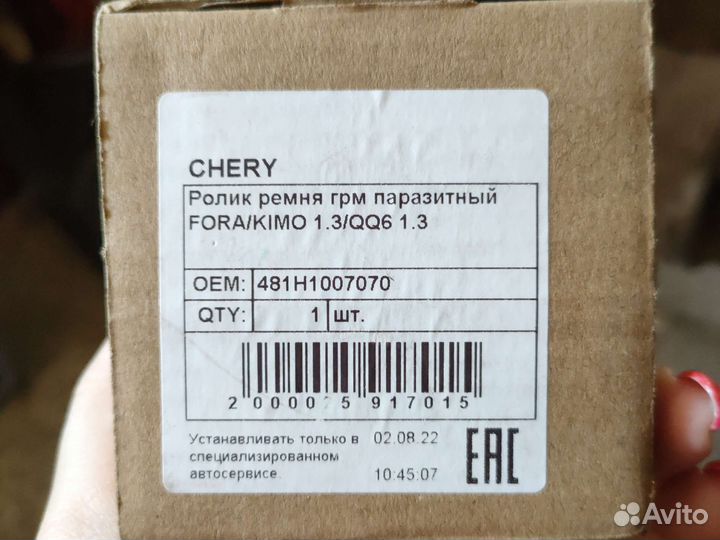 CHERY
Ролик ремня грм паразитный
FORA/KIMO 1.3/QQ6 1.3
OEM: 481H1007070
QTY: 1 шт.
2000025917015
Устанавливать только в
специализированном
автосервисе.
02.08.22
10:45:07
EAC
Avito